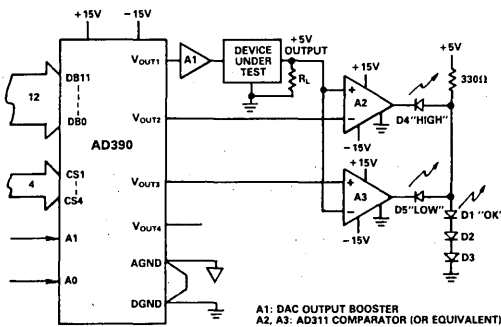 +15V
-15V
DB11
12
DB0
AD390
4
CS1
CS4
A1
A0
VOUT1
VOUT2
VOUT3
VOUT4
AGND
DGND
A1
DEVICE
UNDER
TEST
+5V
OUTPUT
RL
+15V
+
A2
-
-15V
D4 "HIGH"
+15V
+
A3
-
-15V
D5 "LOW"
+5V
330Ω
D1 "OK"
D2
D3
A1: DAC OUTPUT BOOSTER
A2, A3: AD311 COMPARATOR (OR EQUIVALENT)